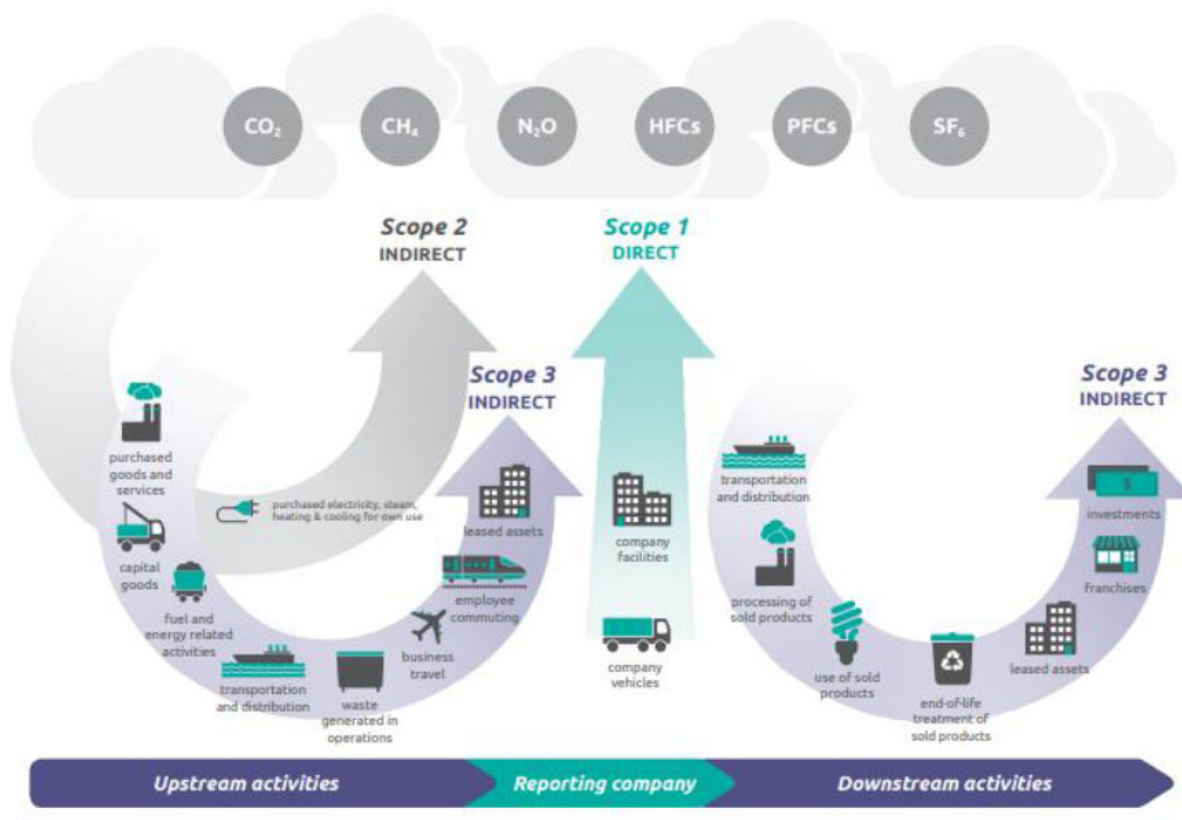 CO₂
CH₄
N₂O
HFCs
PFCs
SF₆
Scope 2
INDIRECT
Scope 1
DIRECT
Scope 3
INDIRECT
Scope 3
INDIRECT
purchased
goods and
services
capital
goods
fuel and
energy related
activities
purchased electricity, steam,
heating & cooling for own use
transportation
and distribution
waste
generated in
operations
business
travel
employee
commuting
leased assets
company
facilities
company
vehicles
transportation
and distribution
processing of
sold products
use of sold
products
end-of-life
treatment of
sold products
leased assets
franchises
$
investments
Upstream activities
Reporting company
Downstream activities